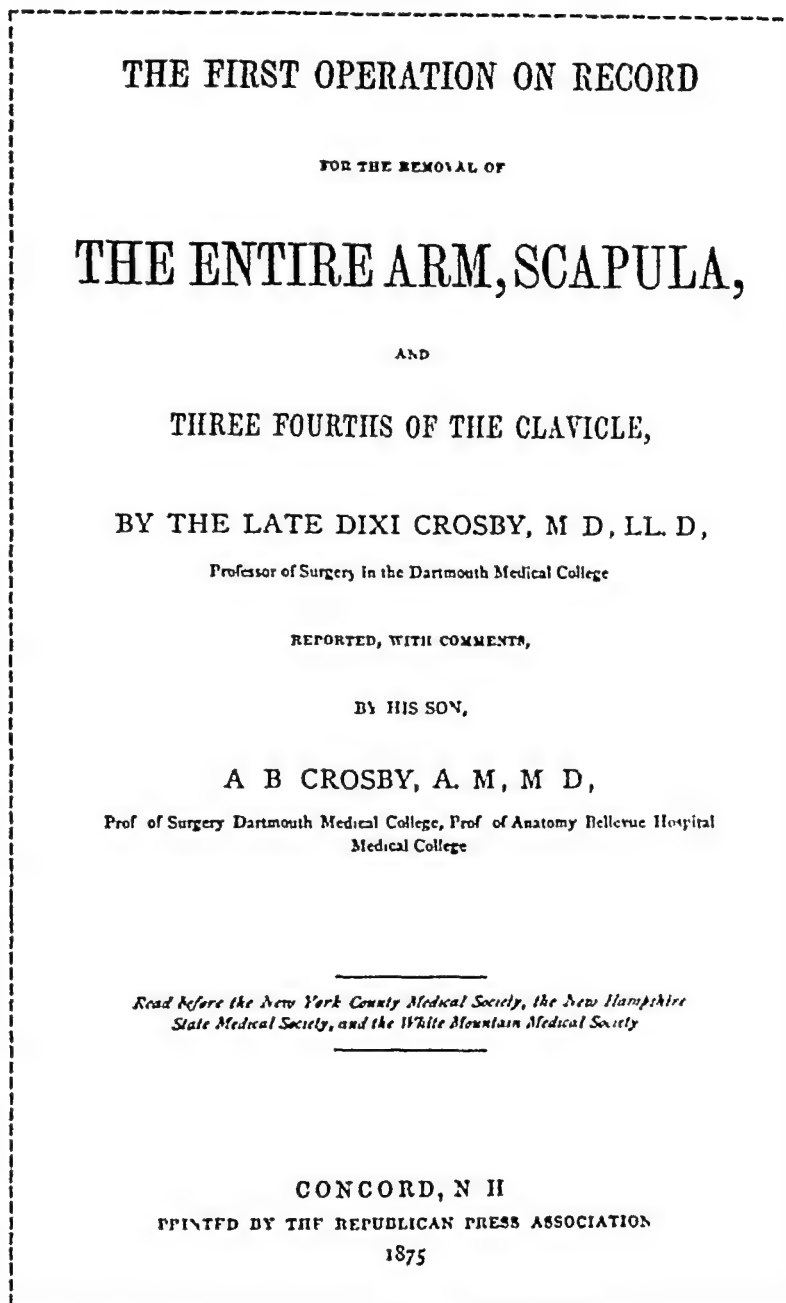 THE FIRST OPERATION ON RECORD
FOR THE REMOVAL OF
THE ENTIRE ARM, SCAPULA,
AND
THREE FOURTHS OF THE CLAVICLE,
BY THE LATE DIXI CROSBY, M D, LL. D,
Professor of Surgery in the Dartmouth Medical College
REPORTED, WITH COMMENTS,
BY HIS SON,
A B CROSBY, A. M, M D,
Prof of Surgery Dartmouth Medical College, Prof of Anatomy Bellevue Hospital
Medical College
Read before the New York County Medical Society, the New Hampshire
State Medical Society, and the White Mountain Medical Society
CONCORD, N H
PRINTED BY THE REPUBLICAN PRESS ASSOCIATION
1875